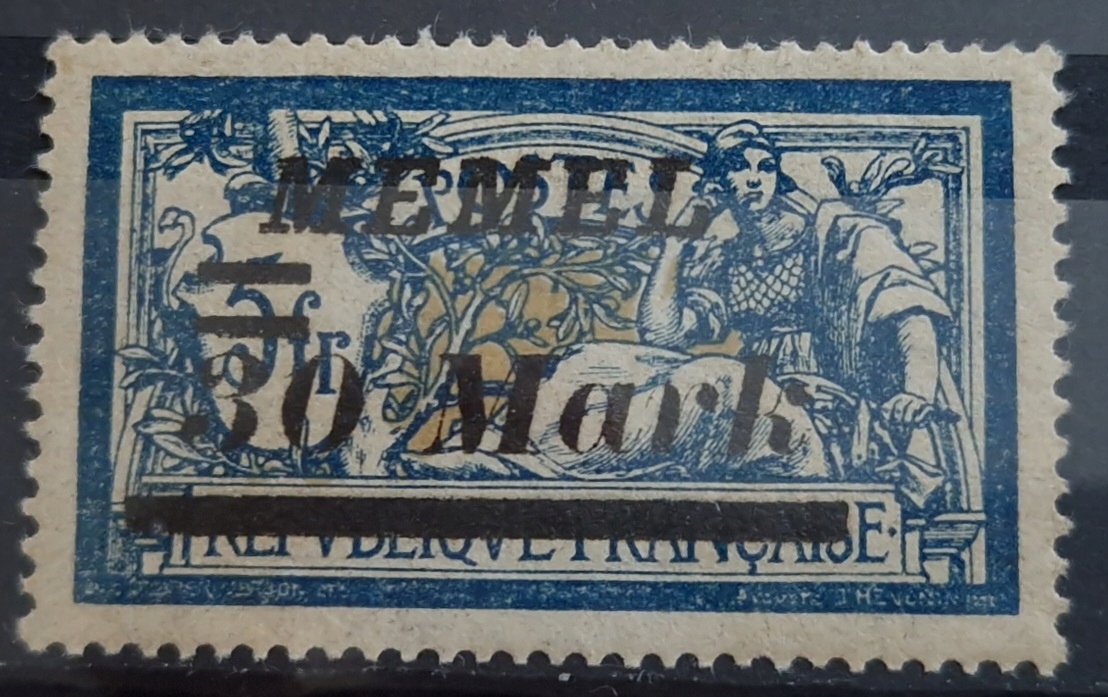 MEMEL
5 fr
30 Mark
REPVBLIQVE FRANÇAISE